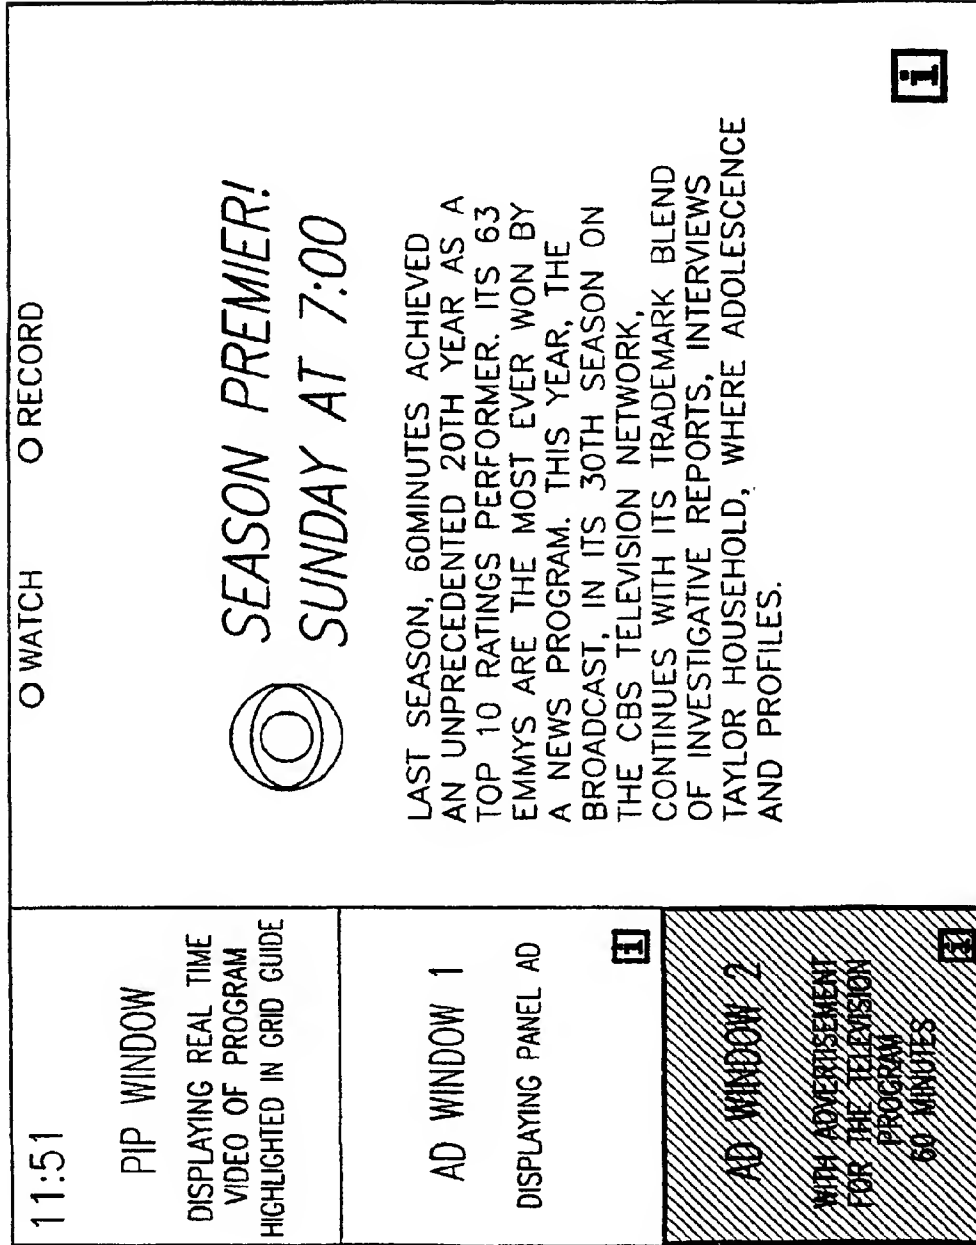 11:51
PIP WINDOW
DISPLAYING REAL TIME
VIDEO OF PROGRAM
HIGHLIGHTED IN GRID GUIDE
AD WINDOW 1
DISPLAYING PANEL AD
i
AD WINDOW 2
WITH ADVERTISEMENT
FOR THE TELEVISION
PROGRAM
60 MINUTES
i
O WATCH
O RECORD
SEASON PREMIER!
SUNDAY AT 7:00
LAST SEASON, 60MINUTES ACHIEVED
AN UNPRECEDENTED 20TH YEAR AS A
TOP 10 RATINGS PERFORMER. ITS 63
EMMYS ARE THE MOST EVER WON BY
A NEWS PROGRAM. THIS YEAR, THE
BROADCAST, IN ITS 30TH SEASON ON
THE CBS TELEVISION NETWORK,
CONTINUES WITH ITS TRADEMARK BLEND
OF INVESTIGATIVE REPORTS, INTERVIEWS
TAYLOR HOUSEHOLD, WHERE ADOLESCENCE
AND PROFILES.
i